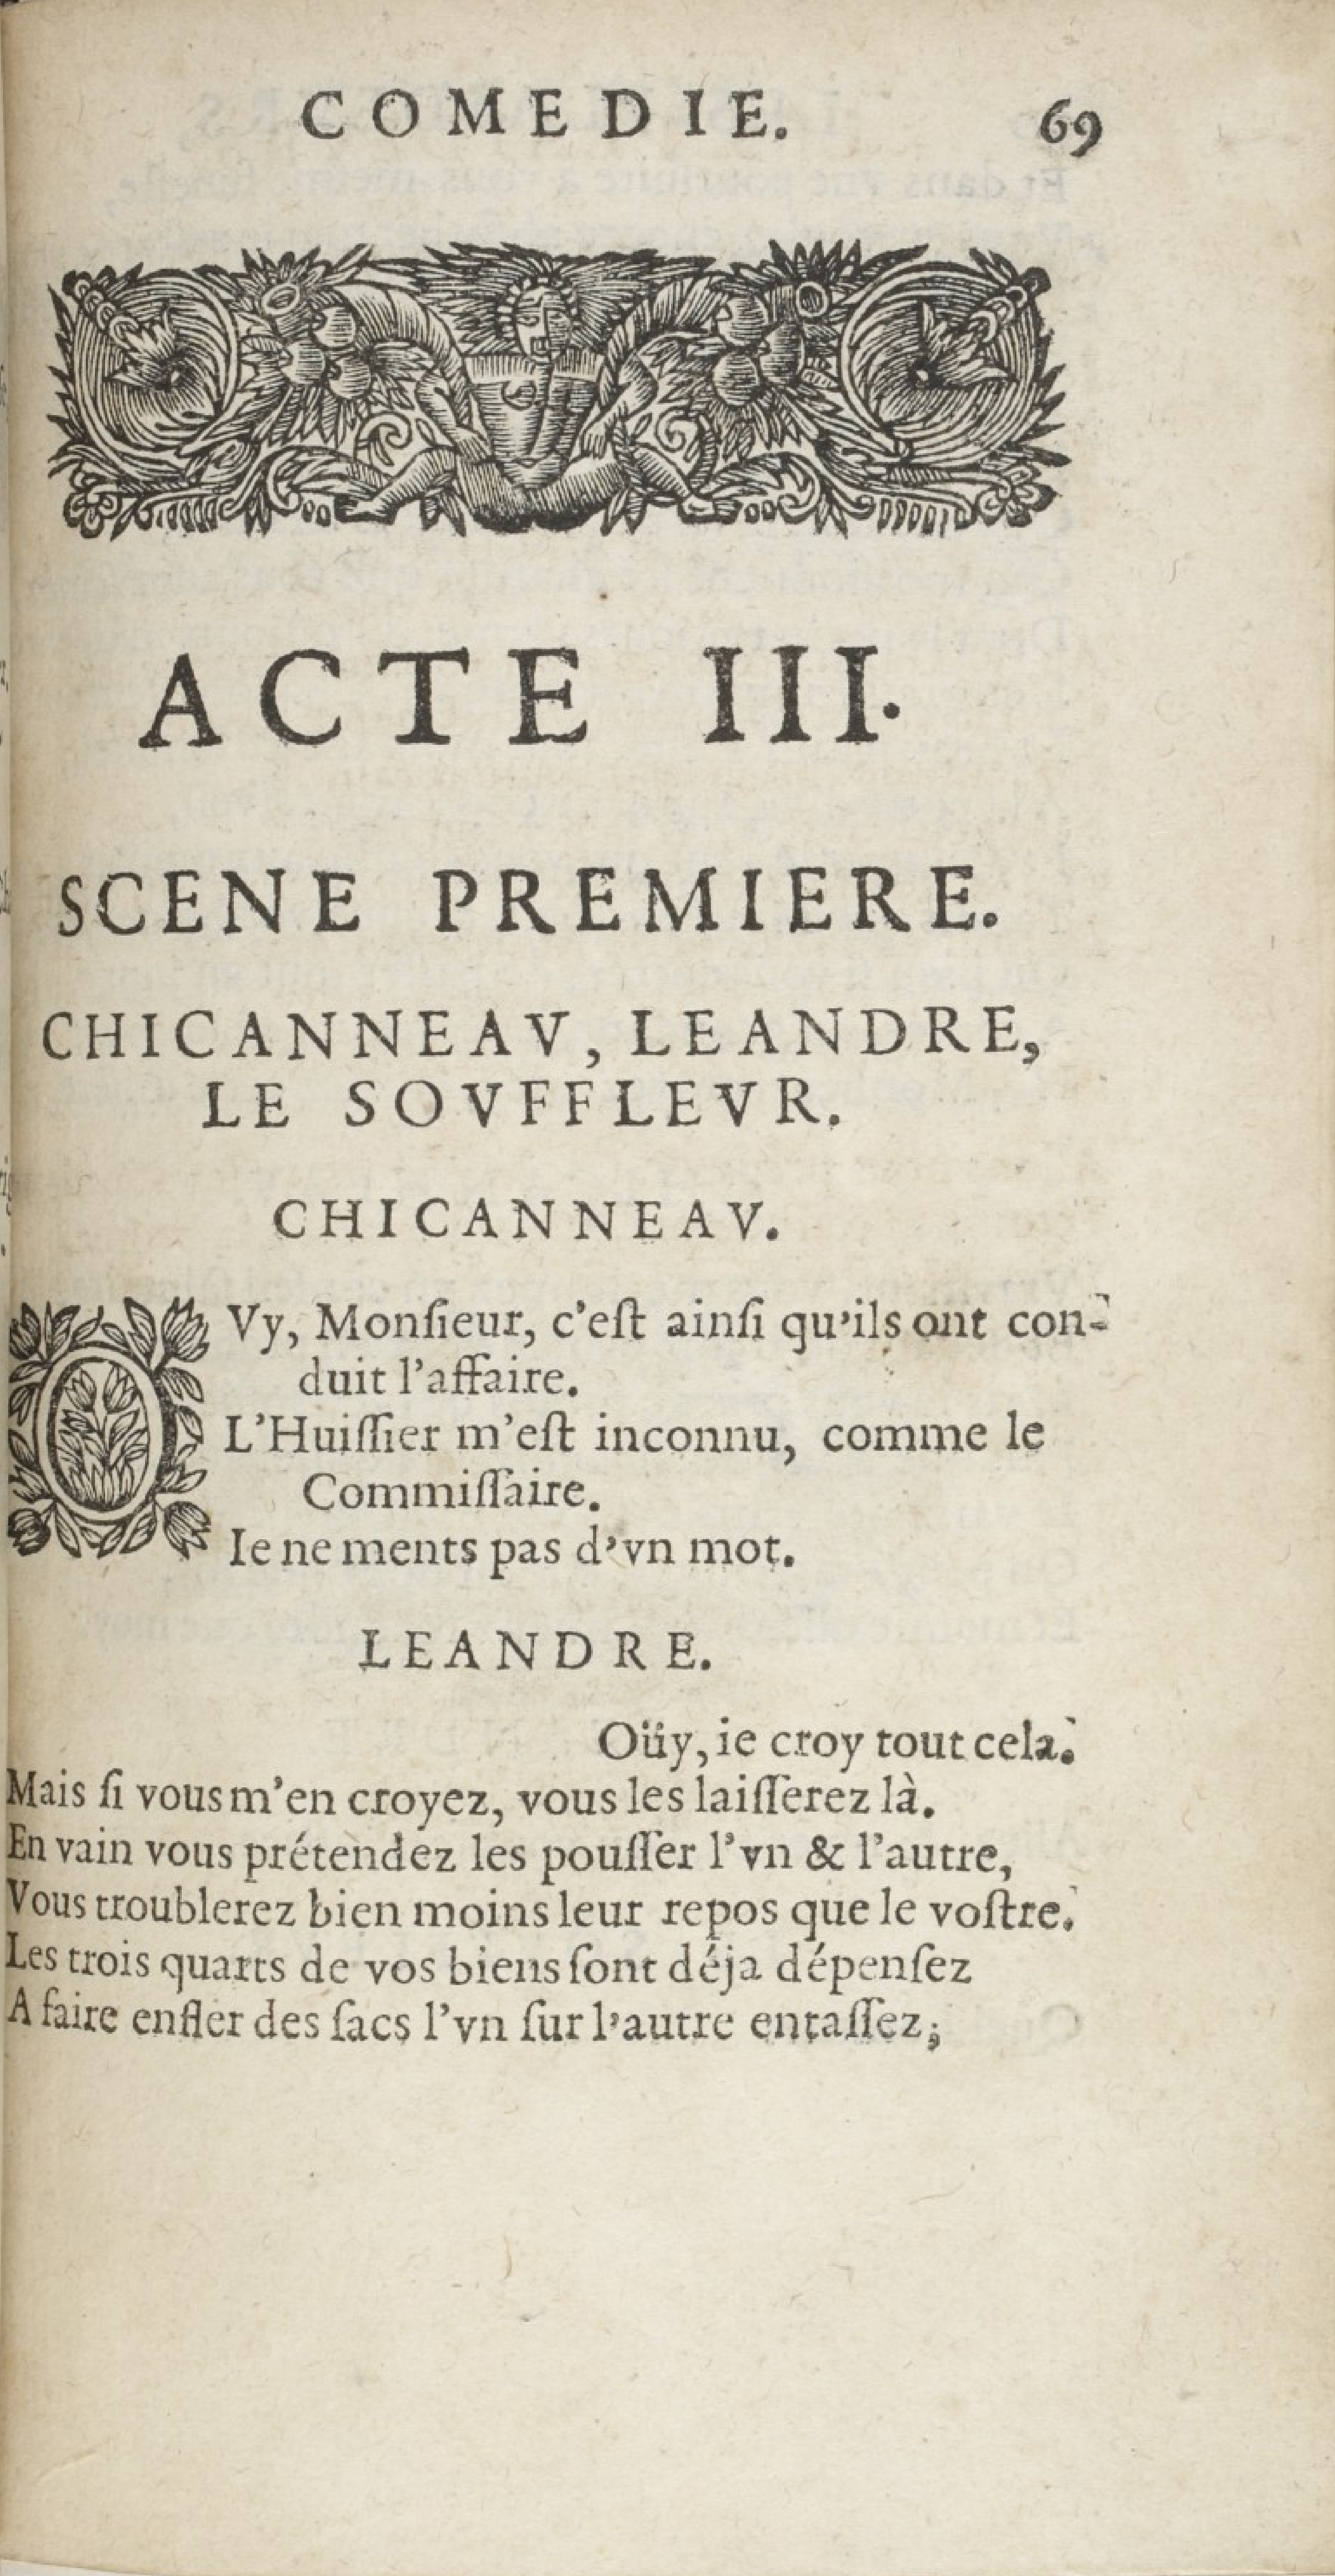 COMEDIE. 69
ACTE III.
SCENE PREMIERE.
CHICANNEAV, LEANDRE,
LE SOVFFLEVR.
CHICANNEAV.
OVy, Monſieur, c'eſt ainſi qu'ils ont con-
duit l'affaire.
L'Huiſſier m'eſt inconnu, comme le
Commiſſaire.
Ie ne ments pas d'vn mot.
LEANDRE.
Oüy, ie croy tout cela.
Mais ſi vous m'en croyez, vous les laiſſerez là.
En vain vous prétendez les pouſſer l'vn & l'autre,
Vous troublerez bien moins leur repos que le voſtre.
Les trois quarts de vos biens ſont déja dépenſez
A faire enfler des ſacs l'vn ſur l'autre entaſſez;